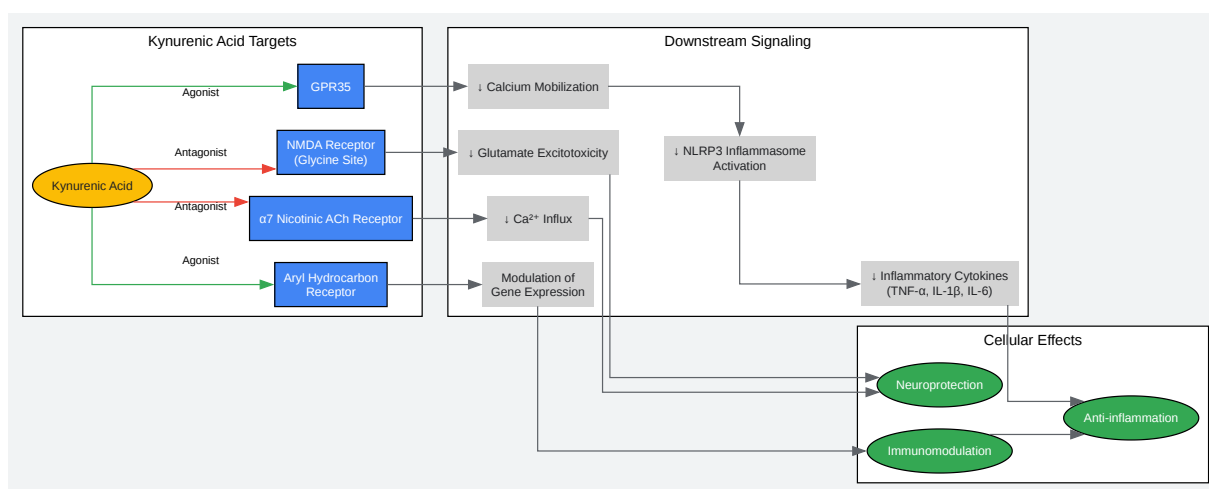 Kynurenic Acid Targets
Downstream Signaling
GPR35
Agonist
↓ Calcium Mobilization
NMDA Receptor
(Glycine Site)
Antagonist
↓ Glutamate Excitotoxicity
↓ NLRP3 Inflammasome
Activation
Kynurenic Acid
Antagonist
α7 Nicotinic ACh Receptor
↓ Ca²⁺ Influx
Agonist
Aryl Hydrocarbon
Receptor
Modulation of
Gene Expression
↓ Inflammatory Cytokines
(TNF-α, IL-1β, IL-6)
Cellular Effects
Neuroprotection
Anti-inflammation
Immunomodulation